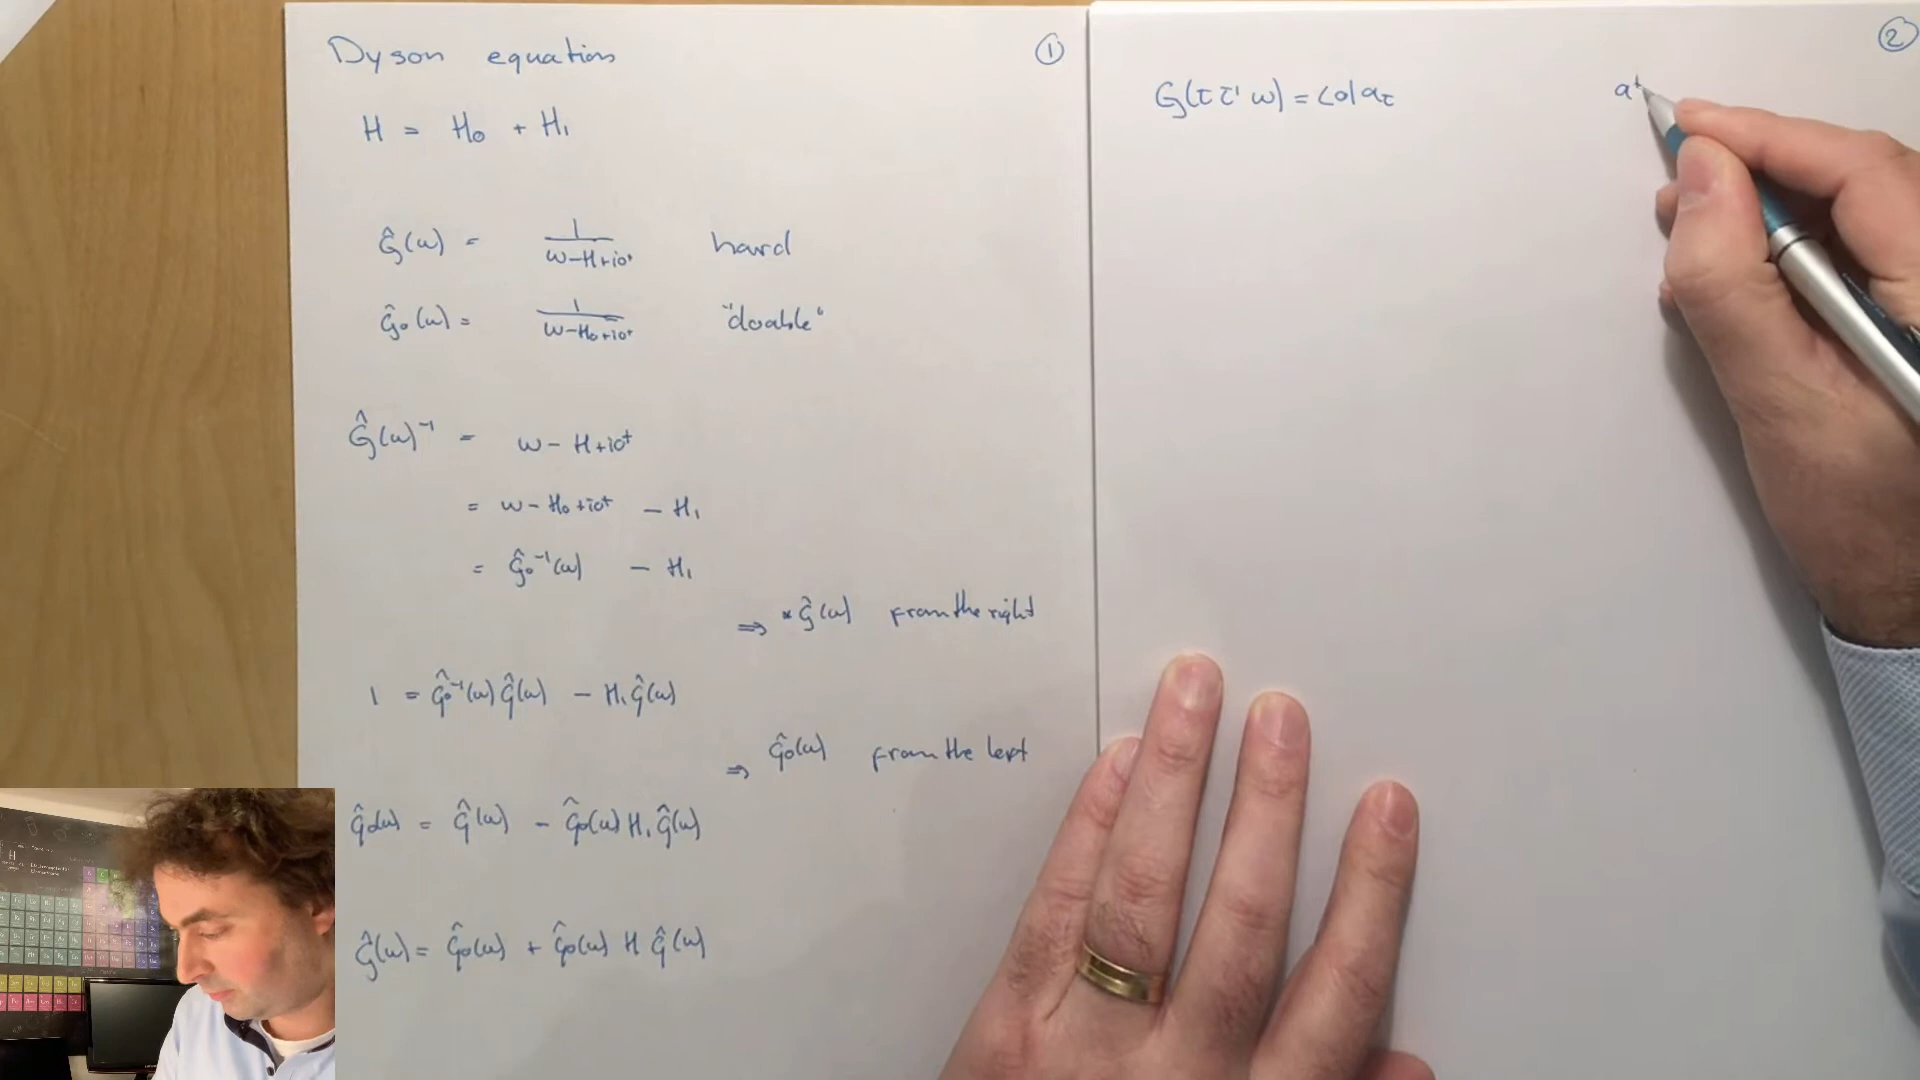 Dyson equation ①
H = H₀ + H₁
Ĝ(ω) = 1/(ω-H+i0⁺) hard
Ĝ₀(ω) = 1/(ω-H₀+i0⁺) "doable"
Ĝ(ω)⁻¹ = ω - H + i0⁺
= ω - H₀ + i0⁺ - H₁
= Ĝ₀⁻¹(ω) - H₁
⇒ * Ĝ(ω) from the right
1 = Ĝ₀⁻¹(ω) Ĝ(ω) - H₁ Ĝ(ω)
⇒ Ĝ₀(ω) from the left
Ĝ₀(ω) = Ĝ(ω) - Ĝ₀(ω) H₁ Ĝ(ω)
Ĝ(ω) = Ĝ₀(ω) + Ĝ₀(ω) H Ĝ(ω)
②
G(τ τ' ω) = <0|a_τ a⁺